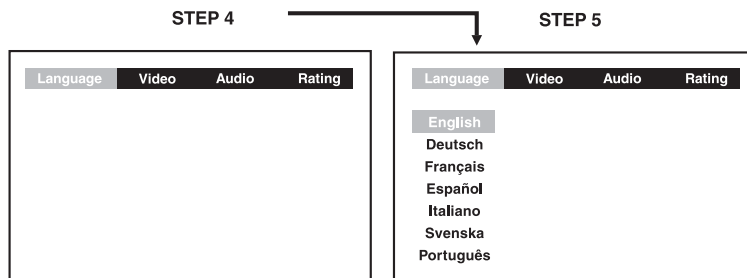 STEP 4
STEP 5
Language Video Audio Rating
Language Video Audio Rating
English
Deutsch
Français
Español
Italiano
Svenska
Português